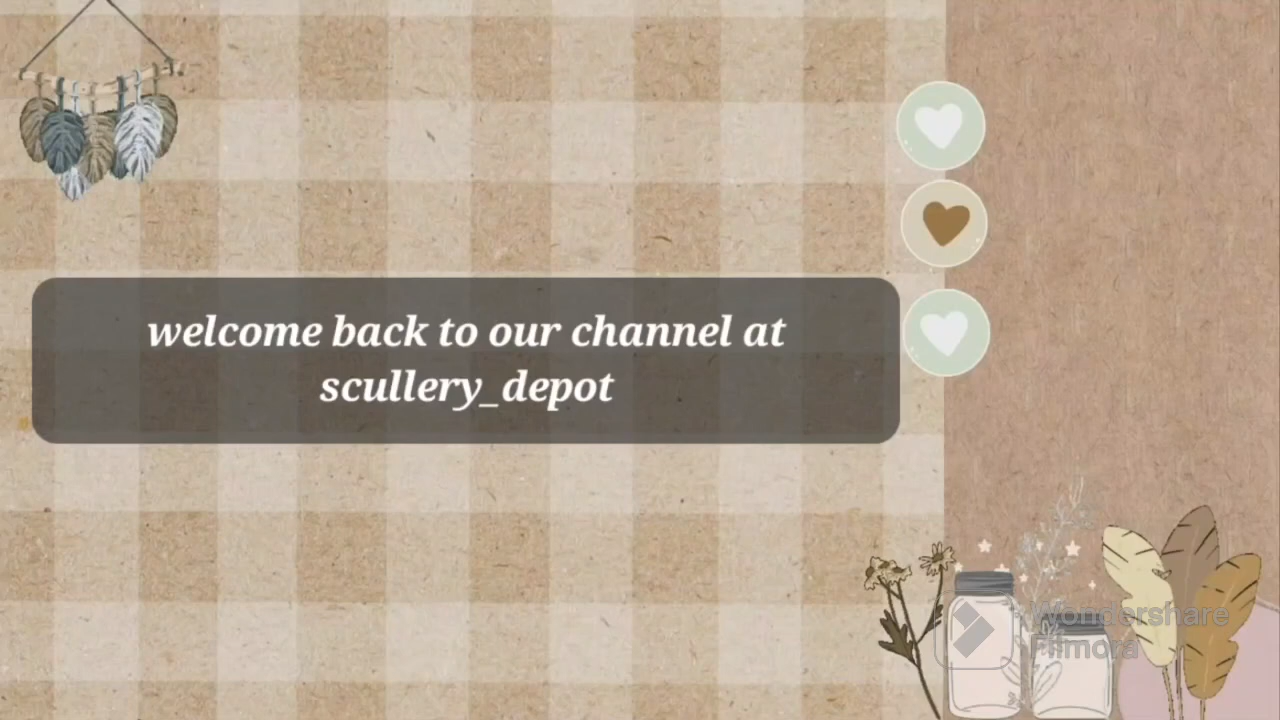 welcome back to our channel at
scullery_depot
Wondershare
Filmora